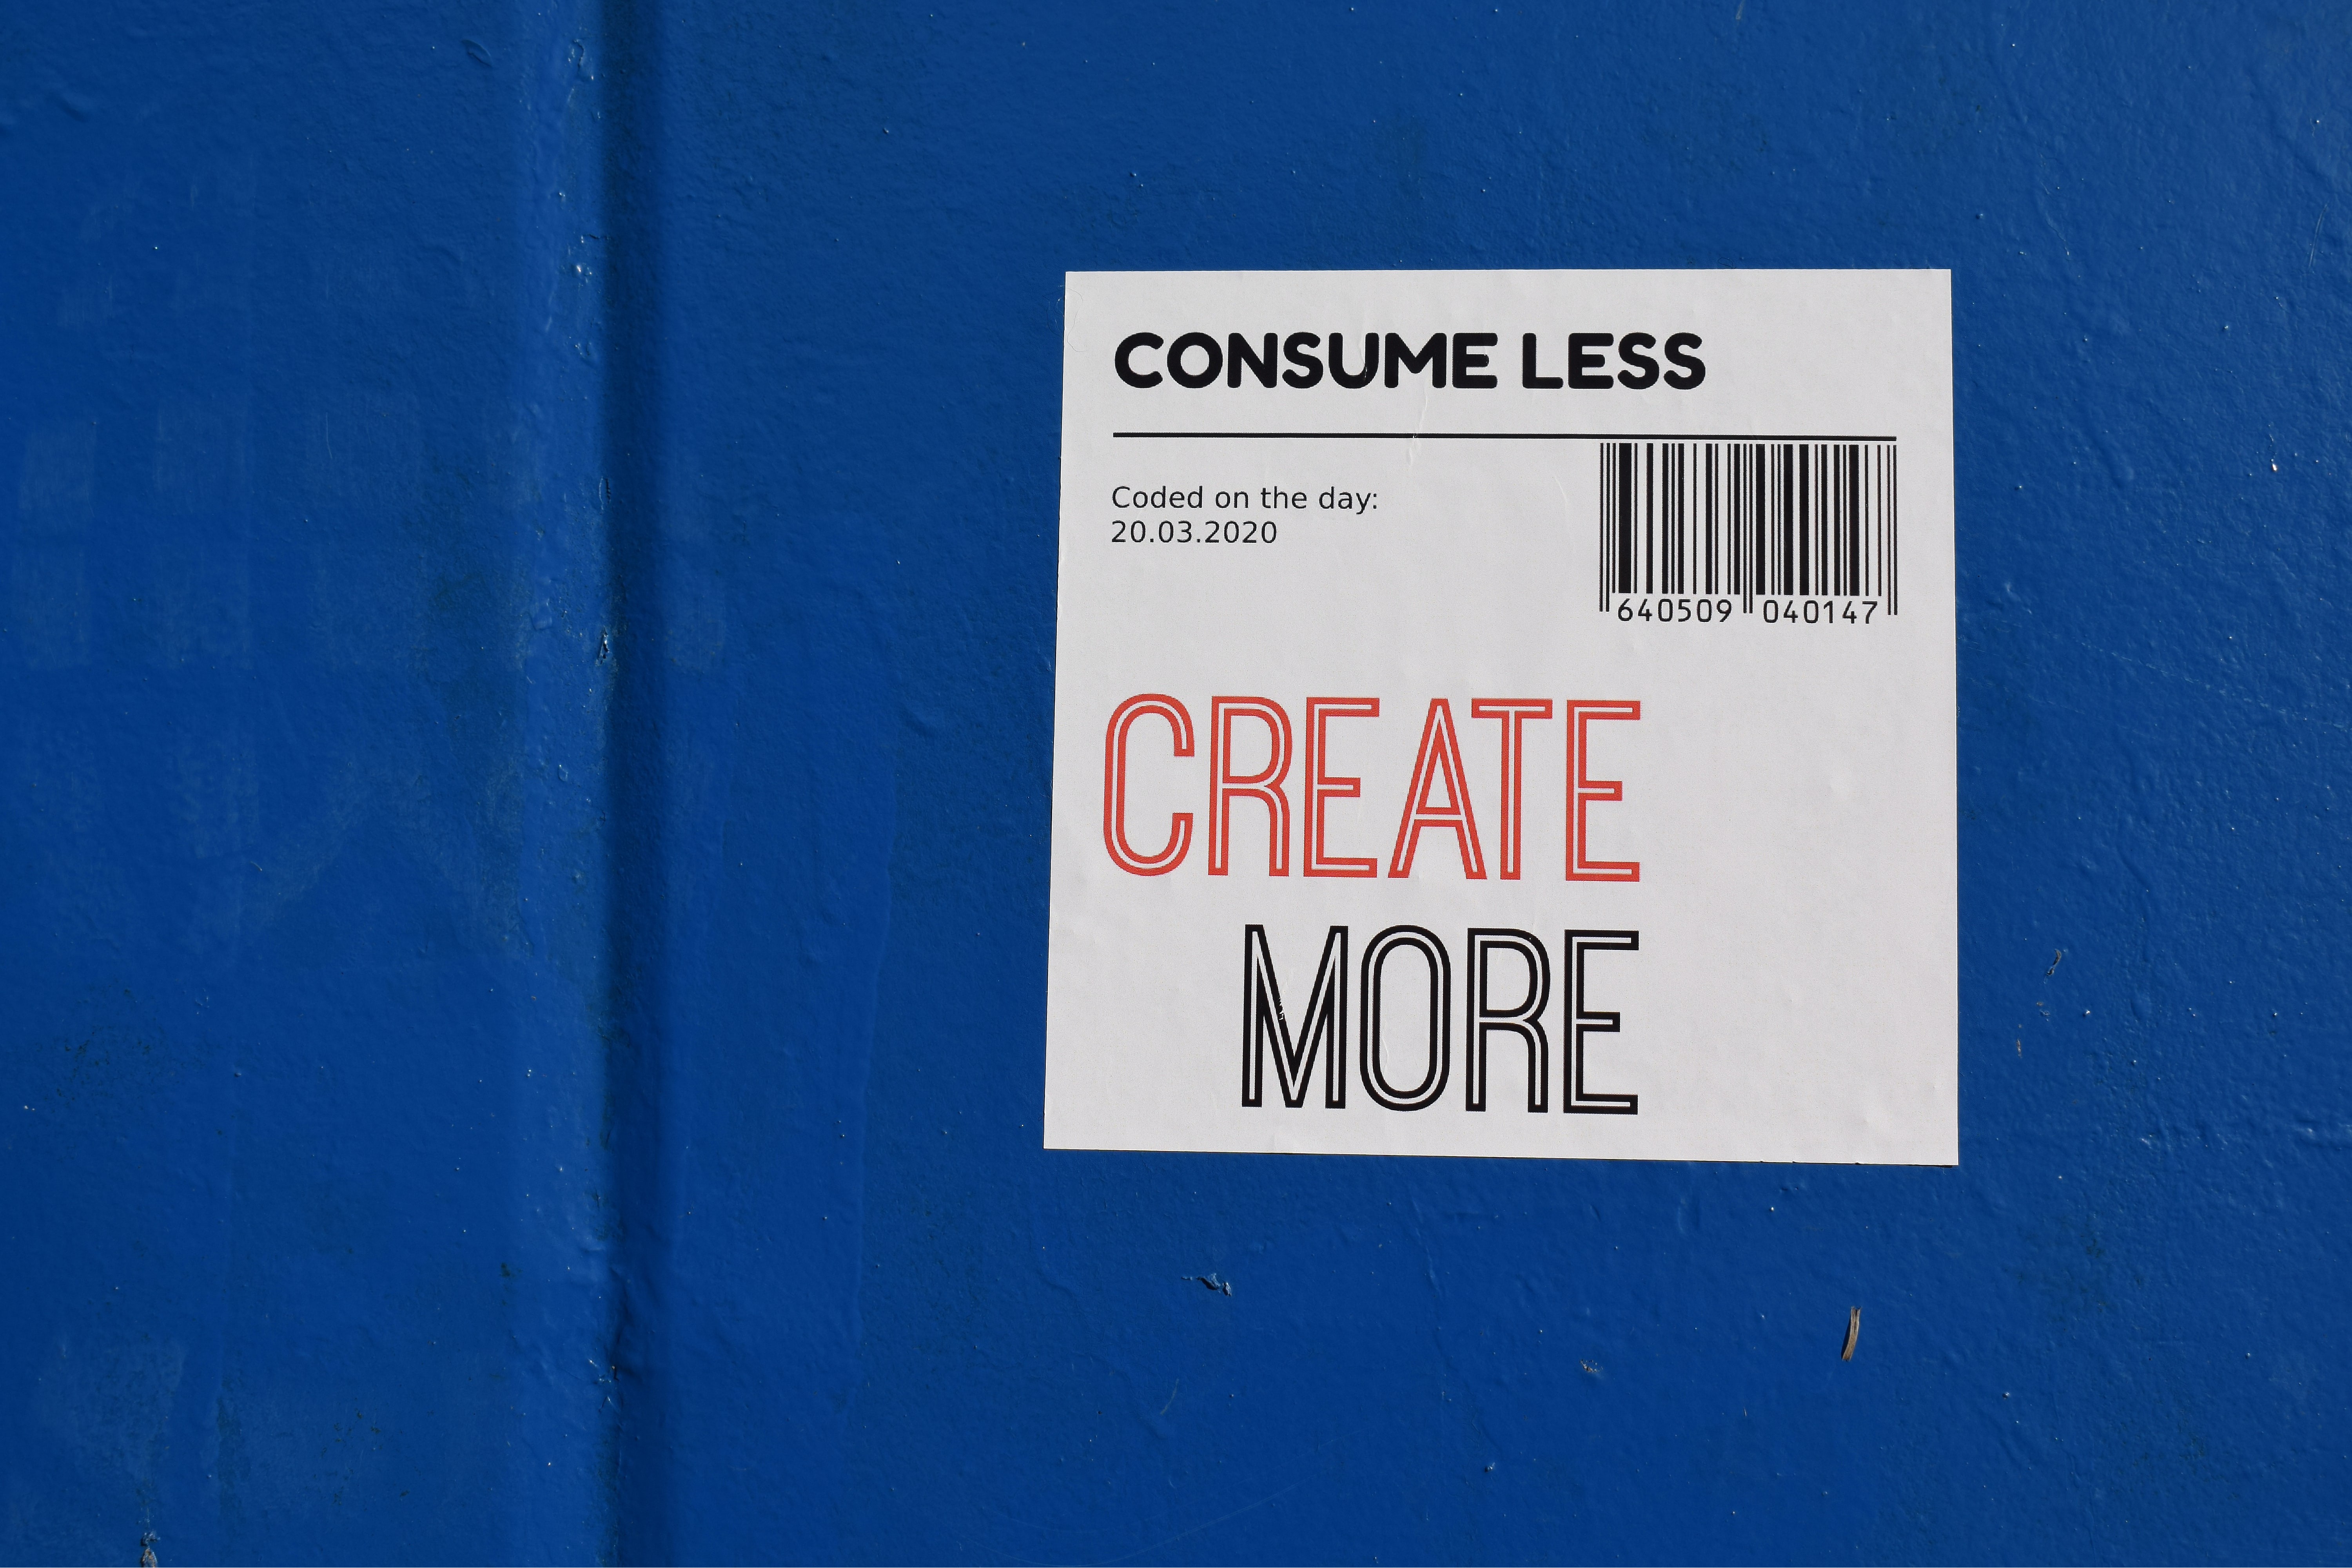 CONSUME LESS
Coded on the day:
20.03.2020
640509 040147
CREATE
MORE